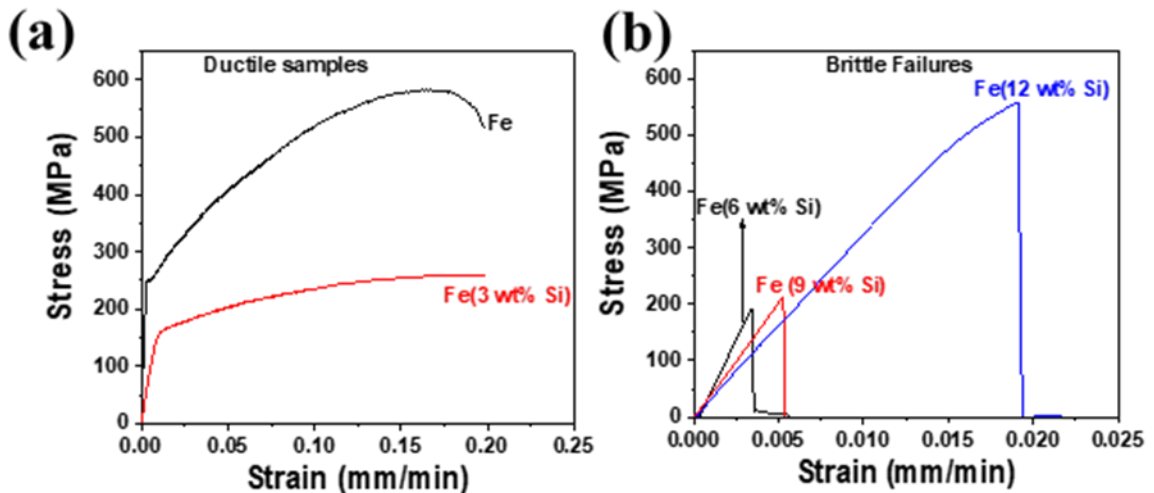 (a)
Ductile samples
600
500
400
300
200
100
0
Fe
Fe(3 wt% Si)
0.00 0.05 0.10 0.15 0.20 0.25
Stress (MPa)
Strain (mm/min)
(b)
Brittle Failures
600
500
400
300
200
100
0
Fe(12 wt% Si)
Fe(6 wt% Si)
Fe (9 wt% Si)
0.000 0.005 0.010 0.015 0.020 0.025
Stress (MPa)
Strain (mm/min)